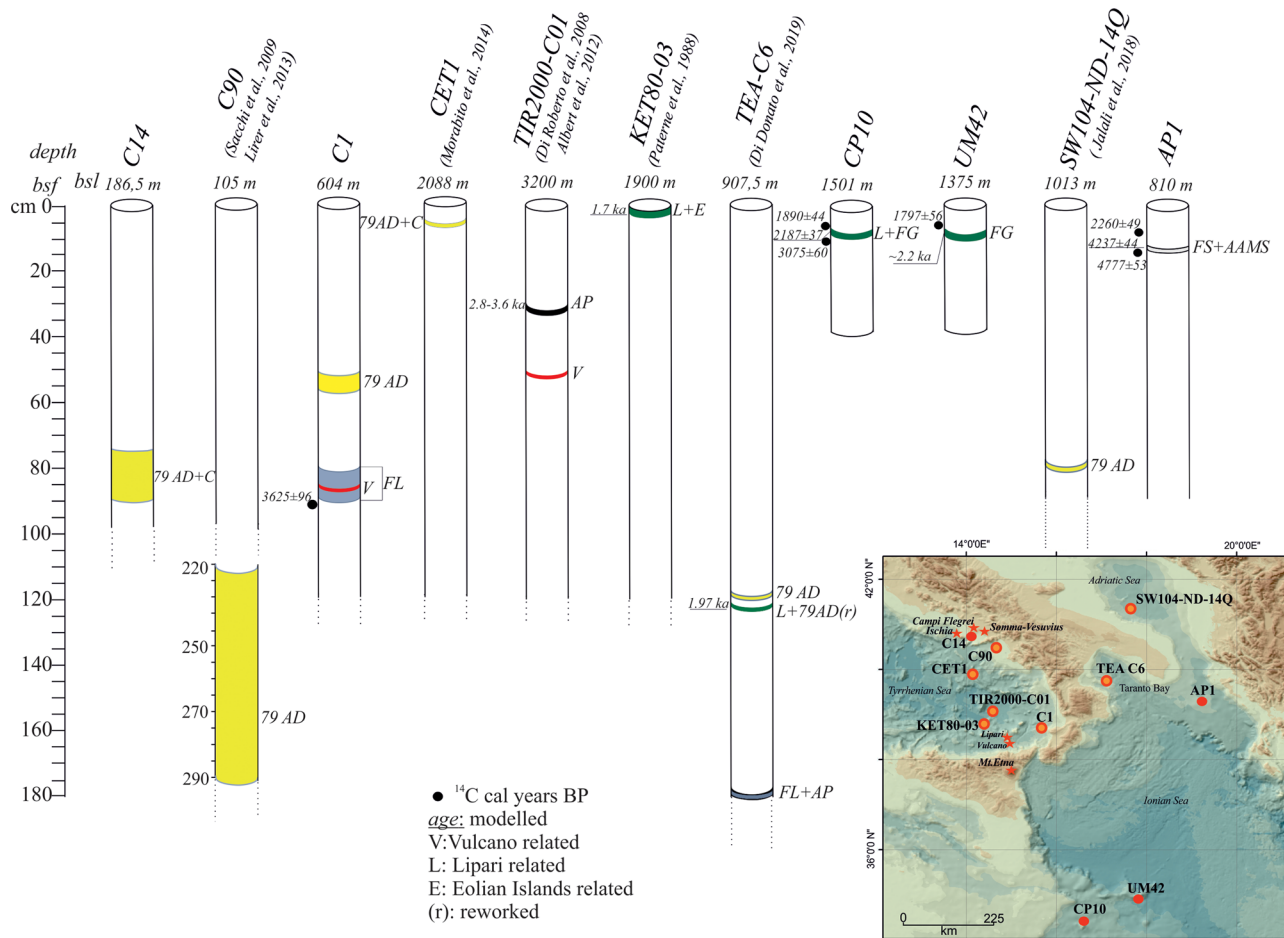 C14
C90
(Sacchi et al., 2009
Lirer et al., 2013)
C1
CET1
(Morabito et al., 2014)
TIR2000-C01
(Di Roberto et al., 2008
Albert et al., 2012)
KET80-03
(Paterne et al., 1988)
TEA-C6
(Di Donato et al., 2019)
CP10
UM42
SW104-ND-14Q
( Jalali et al., 2018)
AP1
depth
bsf bsl 186,5 m 105 m 604 m 2088 m 3200 m 1900 m 907,5 m 1501 m 1375 m 1013 m 810 m
cm 0
20
40
60
80
100
120
140
160
180
79 AD+C
220
250
270
290
79 AD
79 AD
V
FL
3625±96
79AD+C
2.8-3.6 ka
AP
V
1.7 ka
L+E
79 AD
1.97 ka
L+79AD(r)
FL+AP
1890±44
2187±37
3075±60
L+FG
1797±56
~2.2 ka
FG
79 AD
2260±49
4237±44
4777±53
FS+AAMS
14C cal years BP
age: modelled
V:Vulcano related
L: Lipari related
E: Eolian Islands related
(r): reworked
14°0'0E"
20°0'0E"
42°0'0 N"
36°0'0 N"
Adriatic Sea
SW104-ND-14Q
Campi Flegrei
Ischia
Somma-Vesuvius
C14
C90
CET1
TEA C6
Tyrrhenian Sea
Taranto Bay
AP1
TIR2000-C01
KET80-03
C1
Lipari
Vulcano
Mt.Etna
Ionian Sea
UM42
CP10
0 225
km